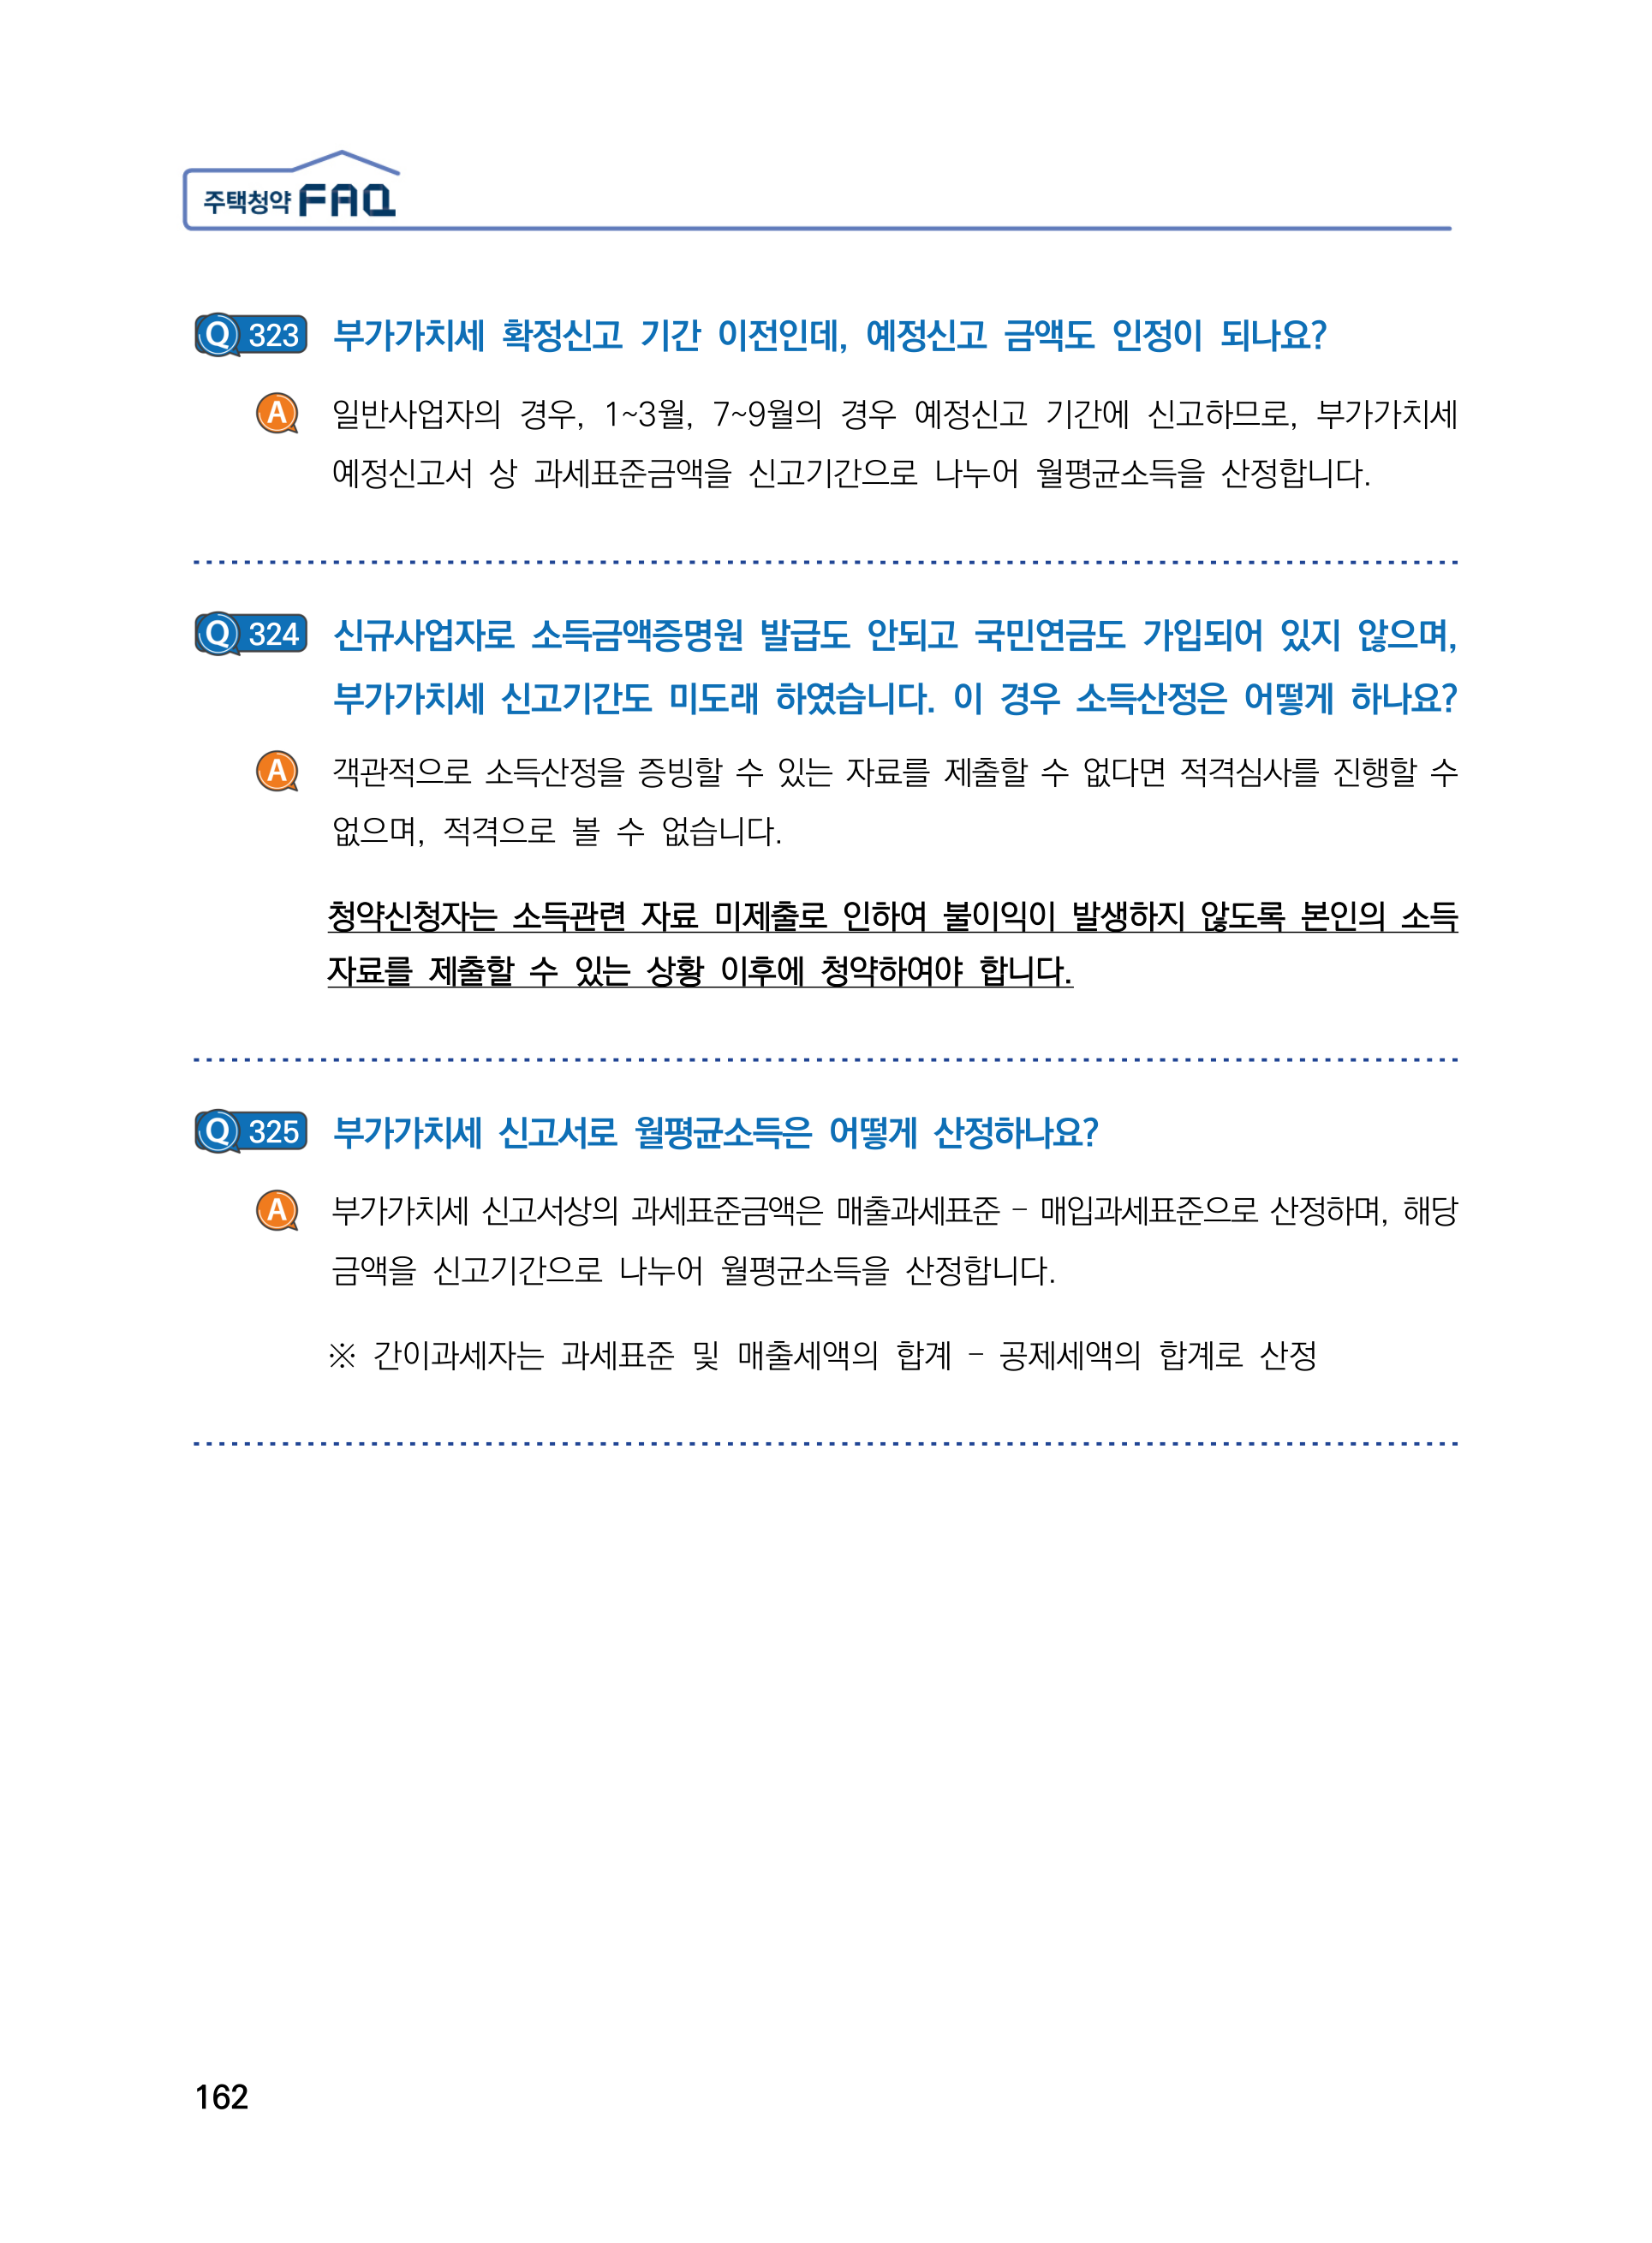 주택청약 FAQ
Q 323 부가가치세 확정신고 기간 이전인데, 예정신고 금액도 인정이 되나요?
A 일반사업자의 경우, 1~3월, 7~9월의 경우 예정신고 기간에 신고하므로, 부가가치세
예정신고서 상 과세표준금액을 신고기간으로 나누어 월평균소득을 산정합니다.
Q 324 신규사업자로 소득금액증명원 발급도 안되고 국민연금도 가입되어 있지 않으며,
부가가치세 신고기간도 미도래 하였습니다. 이 경우 소득산정은 어떻게 하나요?
A 객관적으로 소득산정을 증빙할 수 있는 자료를 제출할 수 없다면 적격심사를 진행할 수
없으며, 적격으로 볼 수 없습니다.
청약신청자는 소득관련 자료 미제출로 인하여 불이익이 발생하지 않도록 본인의 소득
자료를 제출할 수 있는 상황 이후에 청약하여야 합니다.
Q 325 부가가치세 신고서로 월평균소득은 어떻게 산정하나요?
A 부가가치세 신고서상의 과세표준금액은 매출과세표준 – 매입과세표준으로 산정하며, 해당
금액을 신고기간으로 나누어 월평균소득을 산정합니다.
※ 간이과세자는 과세표준 및 매출세액의 합계 – 공제세액의 합계로 산정
162